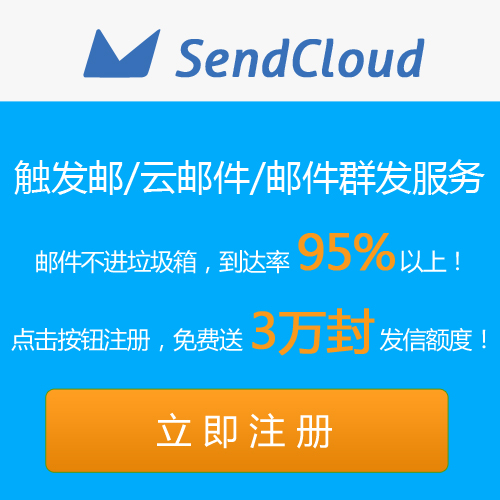 SendCloud
触发邮/云邮件/邮件群发服务
邮件不进垃圾箱，到达率 95% 以上！
点击按钮注册，免费送 3万封 发信额度！
立即注册